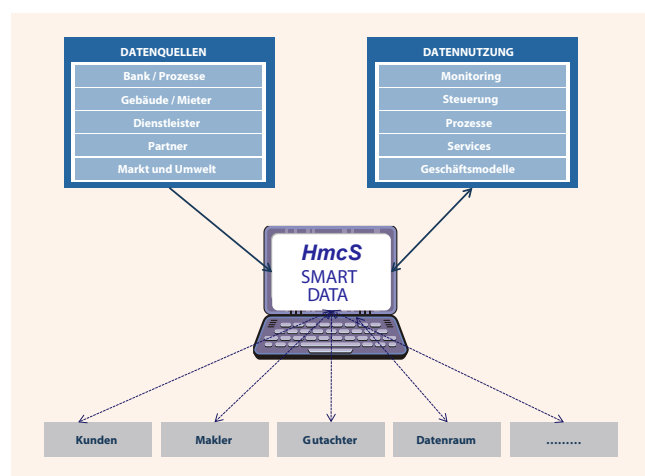 DATENQUELLEN
Bank / Prozesse
Gebäude / Mieter
Dienstleister
Partner
Markt und Umwelt
DATENNUTZUNG
Monitoring
Steuerung
Prozesse
Services
Geschäftsmodelle
HmcS
SMART
DATA
Kunden
Makler
Gutachter
Datenraum
.........